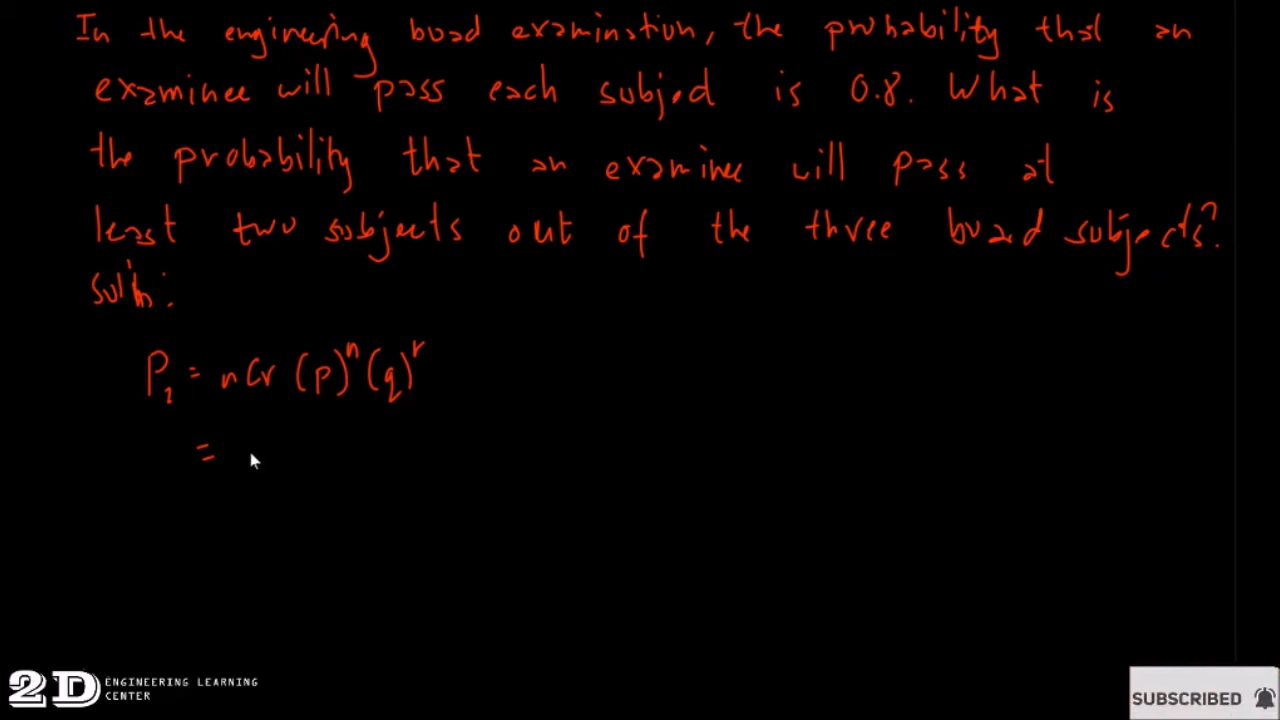 In the engineering board examination, the probability that an
examinee will pass each subject is 0.8. What is
the probability that an examinee will pass at
least two subjects out of the three board subjects?
Sol'n:
P₁ = nCr (p)ⁿ (q)ʳ
=
2D ENGINEERING LEARNING
CENTER
SUBSCRIBED